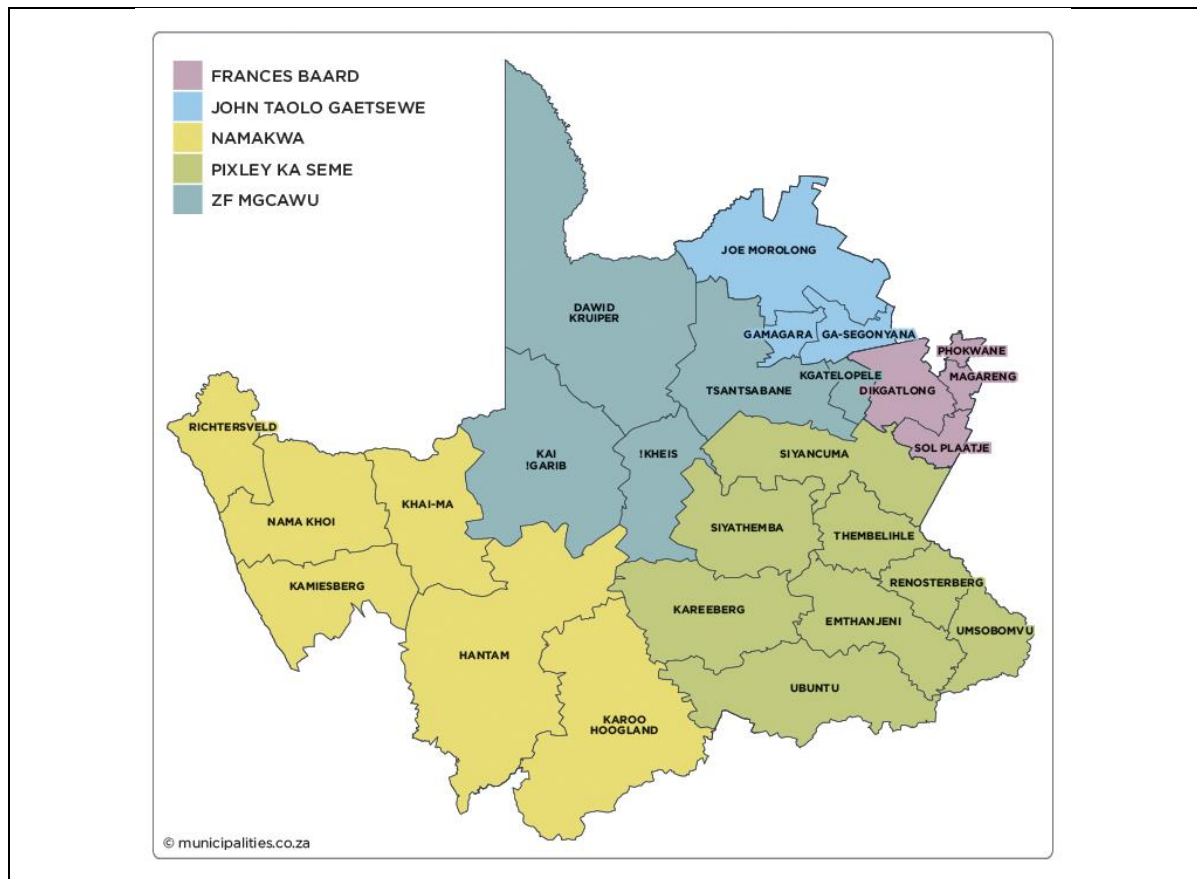 FRANCES BAARD
JOHN TAOLO GAETSEWE
NAMAKWA
PIXLEY KA SEME
ZF MGCAWU
JOE MOROLONG
DAWID
KRUIPER
GAMAGARA
GA-SEGONYANA
PHOKWANE
KGATELOPELE
MAGARENG
TSANTSABANE
DIKGATLONG
RICHTERSVELD
SOL PLAATJE
KAI
!GARIB
!KHEIS
SIYANCUMA
KHAI-MA
NAMA KHOI
SIYATHEMBA
THEMBELIHLE
KAMIESBERG
RENOSTERBERG
KAREEBERG
EMTHANJENI
UMSOBOMVU
HANTAM
UBUNTU
KAROO
HOOGLAND
© municipalities.co.za